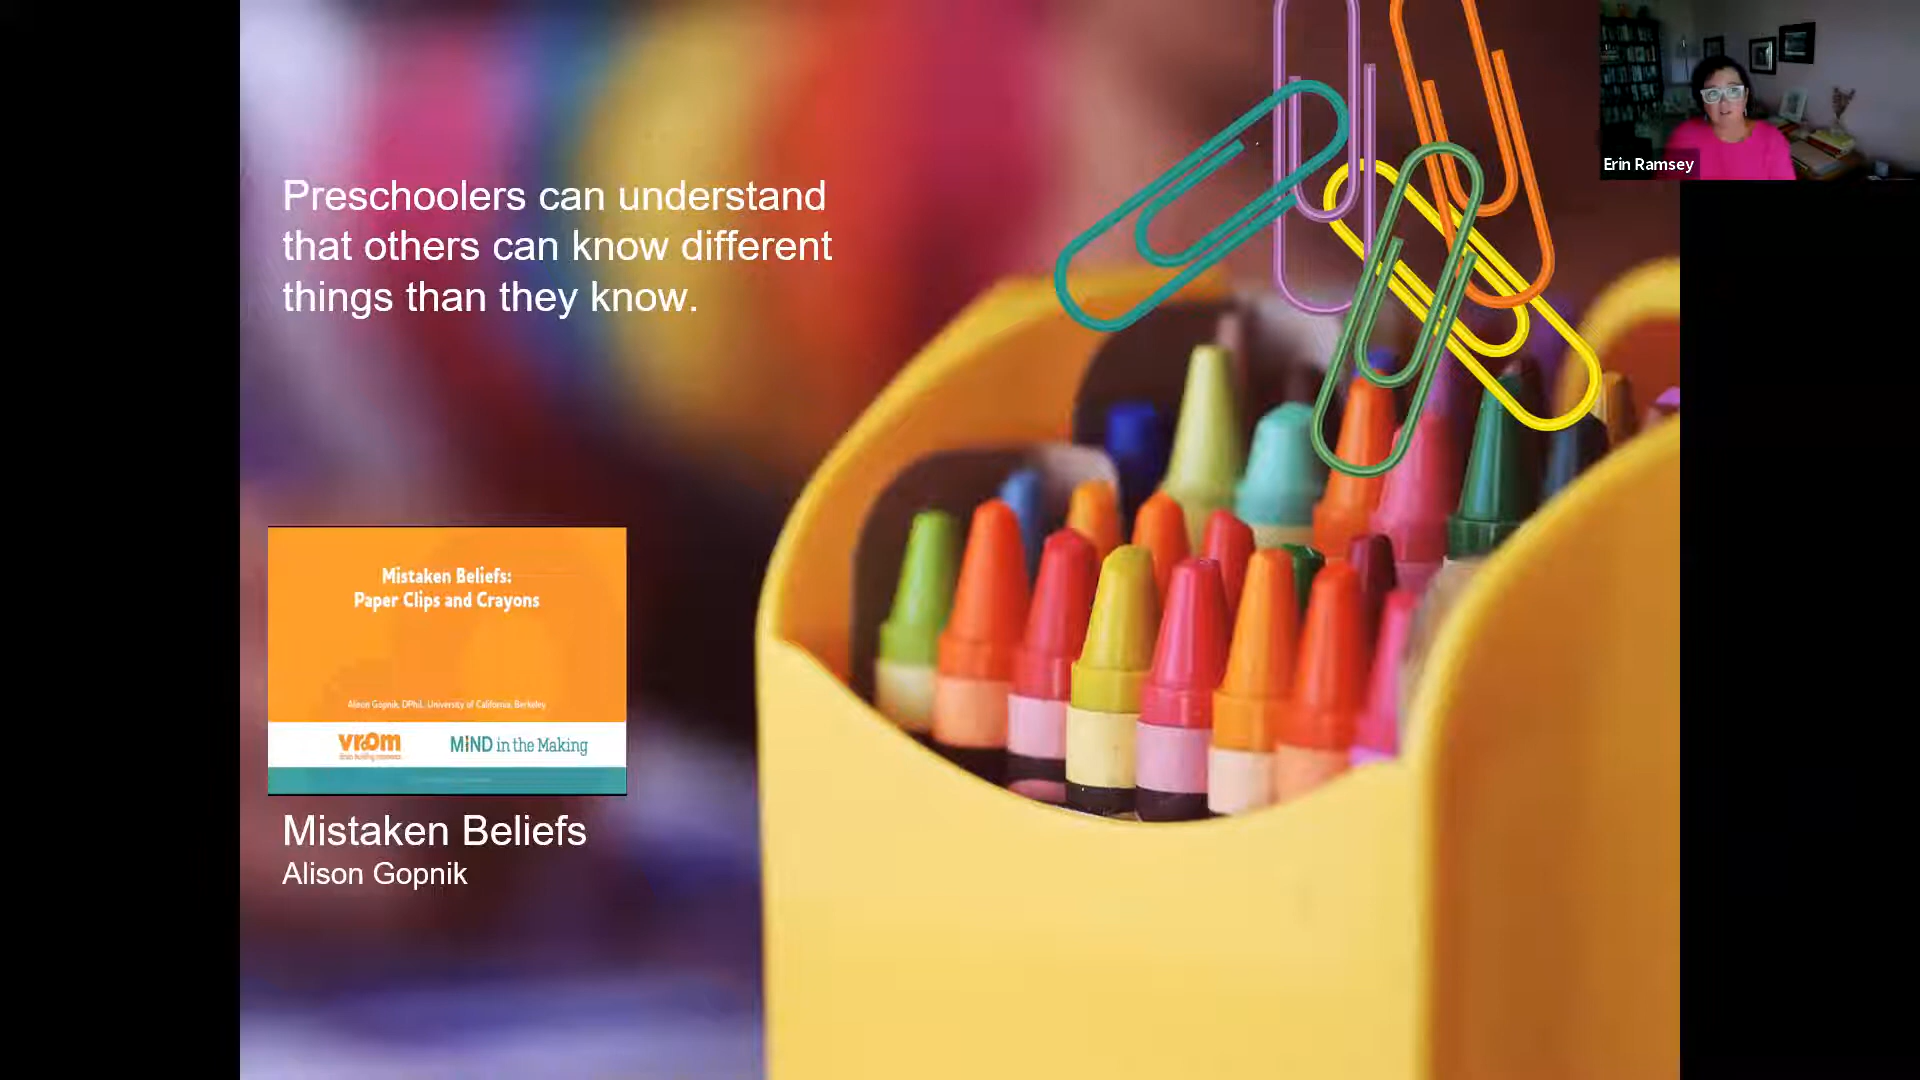 Preschoolers can understand
that others can know different
things than they know.
Erin Ramsey
Mistaken Beliefs:
Paper Clips and Crayons
Alison Gopnik, DPhil, University of California, Berkeley
vroom
MiND in the Making
Mistaken Beliefs
Alison Gopnik